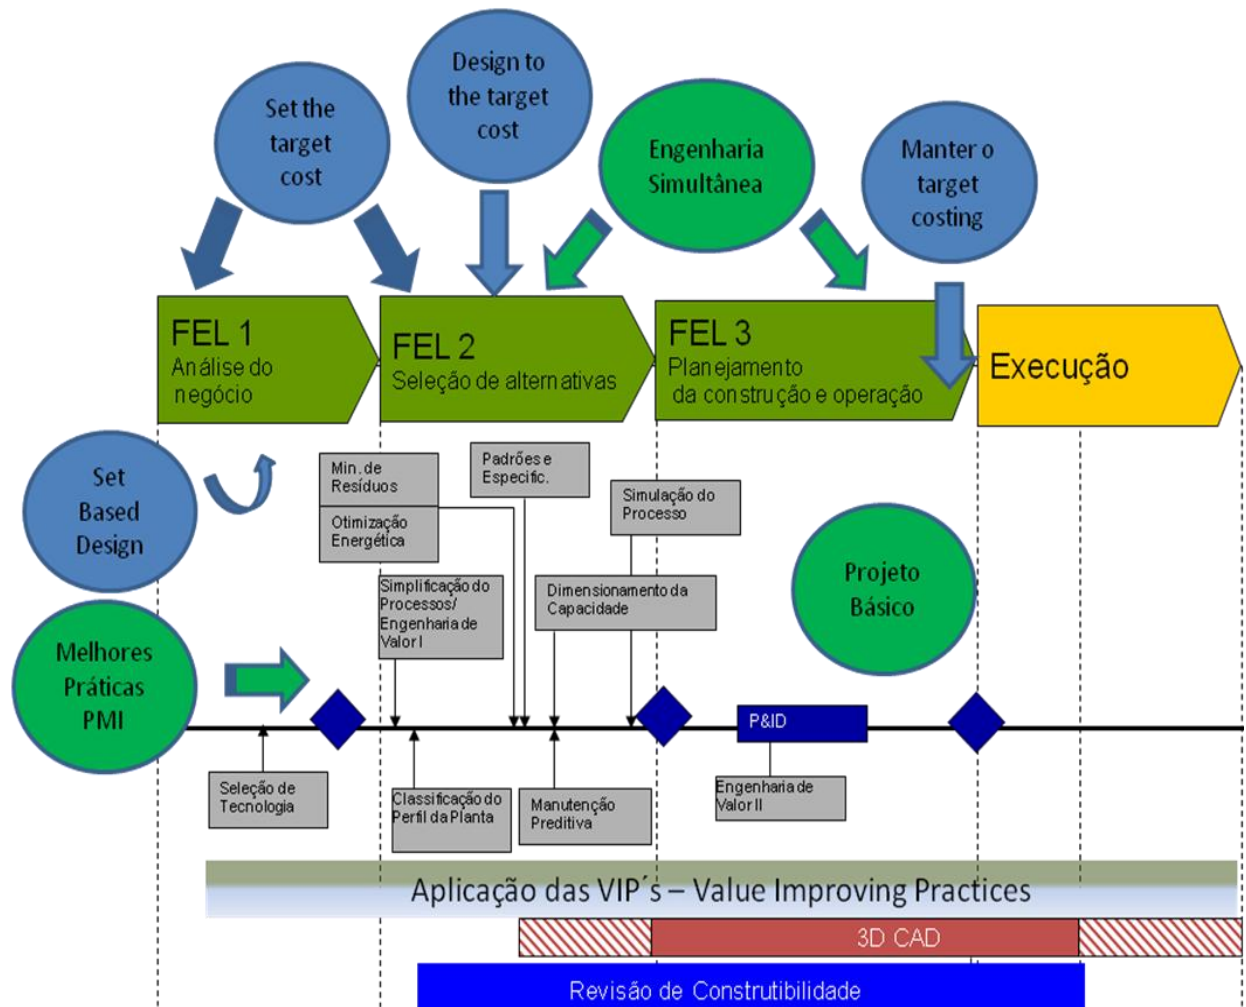 Set the
target
cost
Design to
the target
cost
Engenharia
Simultânea
Manter o
target
costing
FEL 1
Análise do
negócio
FEL 2
Seleção de alternativas
FEL 3
Planejamento
da construção e operação
Execução
Set
Based
Design
Min. de
Resíduos
Otimização
Energética
Padrões e
Especific.
Simulação do
Processo
Simplificação do
Processos/
Engenharia de
Valor I
Dimensionamento da
Capacidade
Projeto
Básico
Melhores
Práticas
PMI
P&ID
Seleção de
Tecnologia
Classificação do
Perfil da Planta
Manutenção
Preditiva
Engenharia de
Valor II
Aplicação das VIP´s – Value Improving Practices
3D CAD
Revisão de Construtibilidade